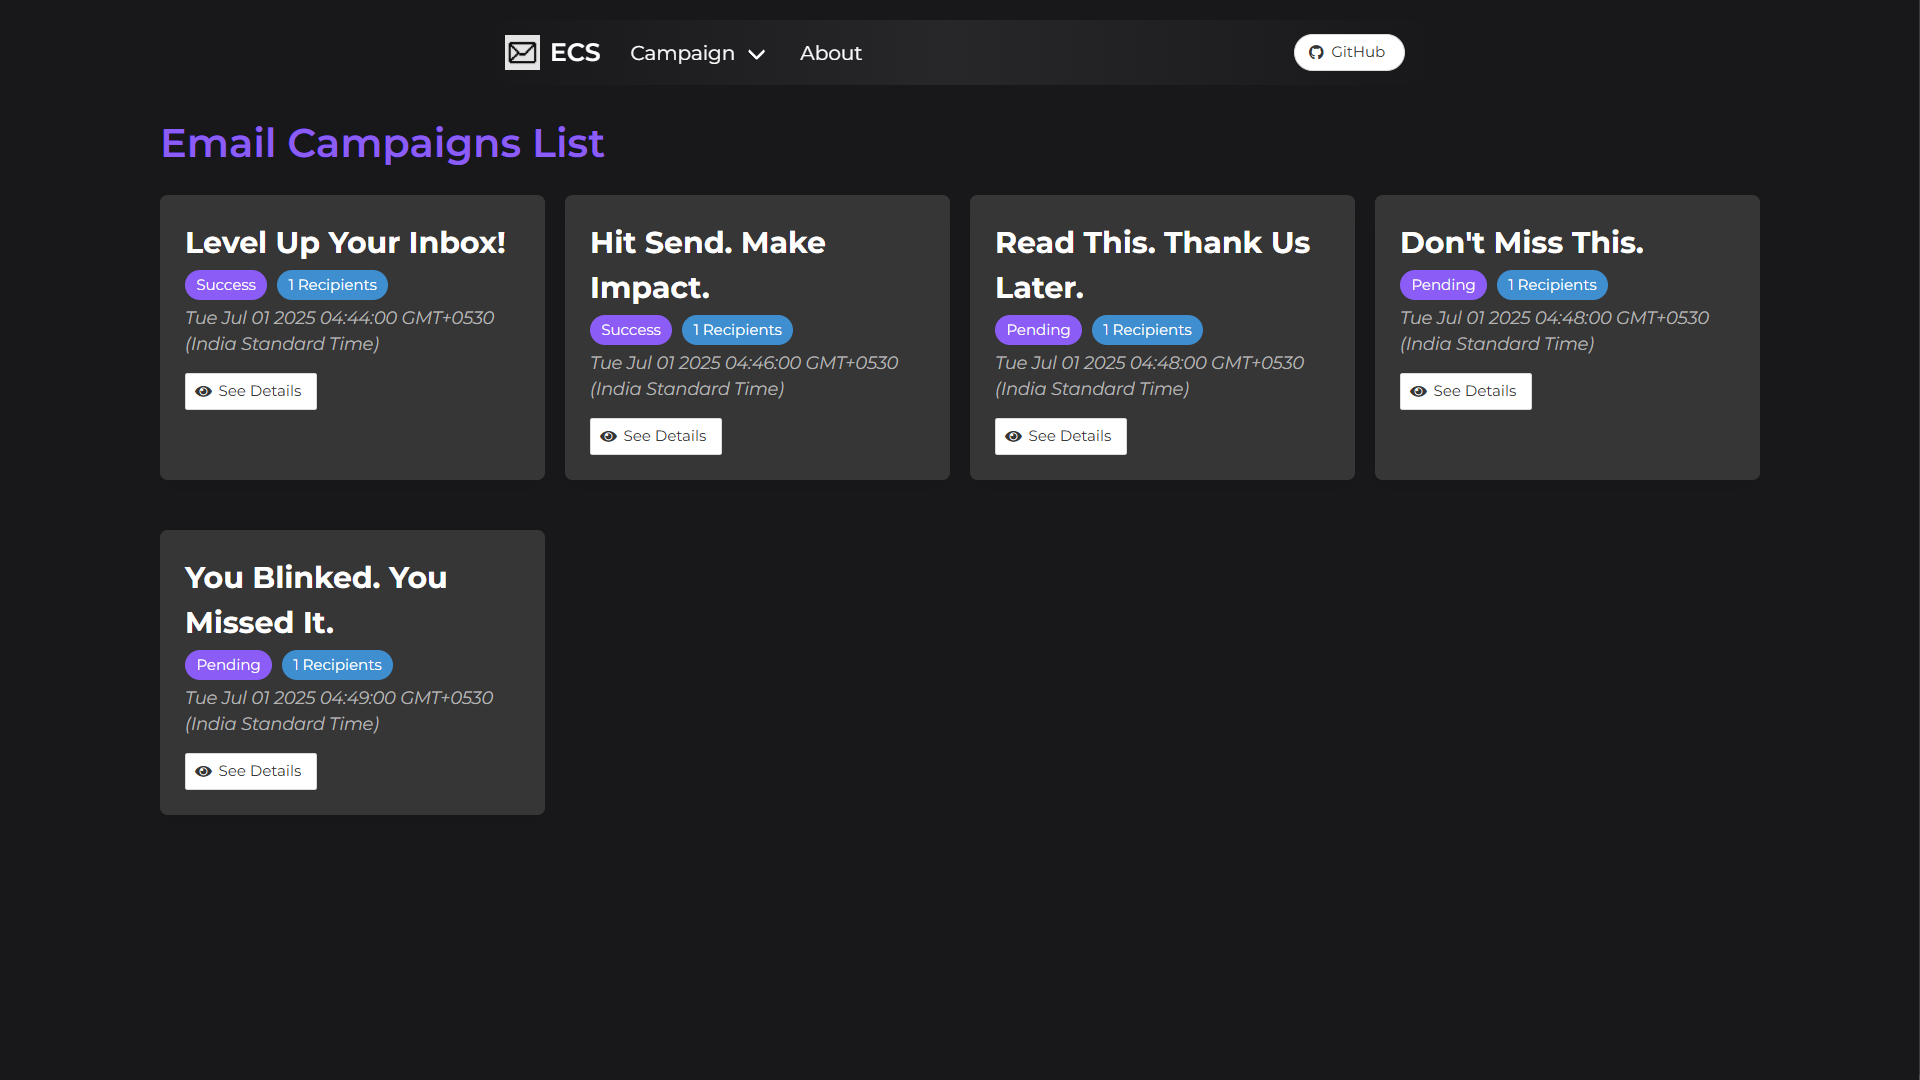 ECS
Campaign
About
GitHub
Email Campaigns List
Level Up Your Inbox!
Success
1 Recipients
Tue Jul 01 2025 04:44:00 GMT+0530
(India Standard Time)
See Details
Hit Send. Make
Impact.
Success
1 Recipients
Tue Jul 01 2025 04:46:00 GMT+0530
(India Standard Time)
See Details
Read This. Thank Us
Later.
Pending
1 Recipients
Tue Jul 01 2025 04:48:00 GMT+0530
(India Standard Time)
See Details
Don't Miss This.
Pending
1 Recipients
Tue Jul 01 2025 04:48:00 GMT+0530
(India Standard Time)
See Details
You Blinked. You
Missed It.
Pending
1 Recipients
Tue Jul 01 2025 04:49:00 GMT+0530
(India Standard Time)
See Details